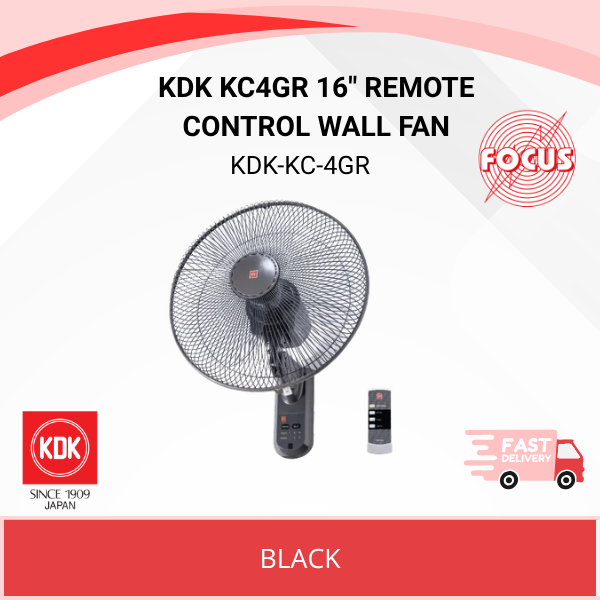 KDK KC4GR 16" REMOTE
CONTROL WALL FAN
KDK-KC-4GR
FOCUS
KDK
SINCE 1909
JAPAN
FAST
DELIVERY
BLACK